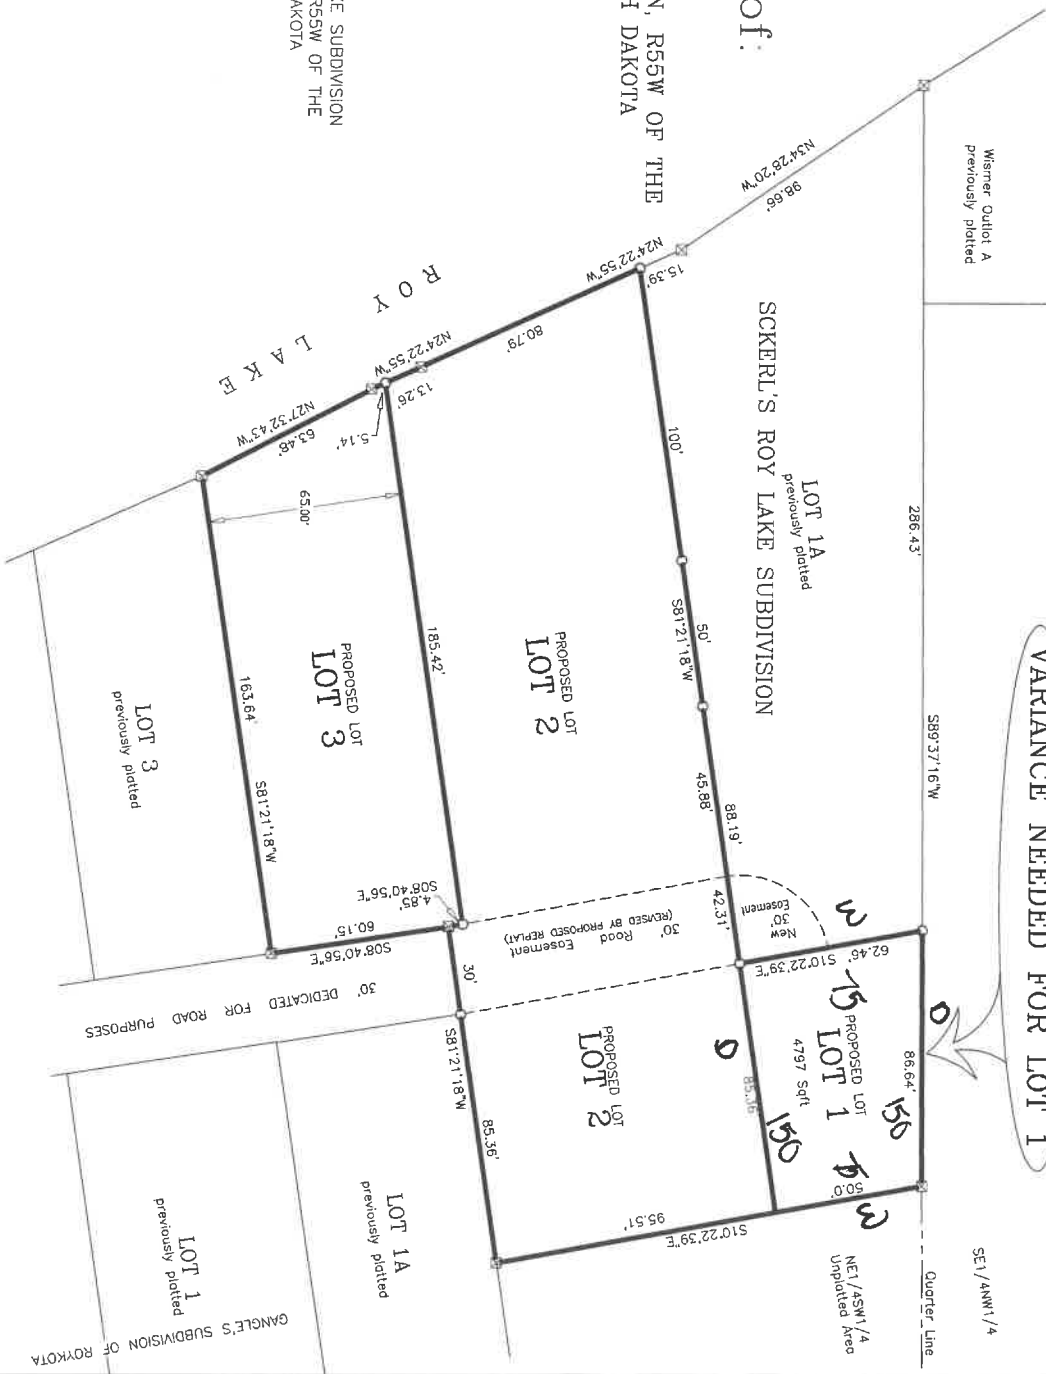 VARIANCE NEEDED FOR LOT 1
of:
N, R55W OF THE
H DAKOTA
KE SUBDIVISION
R55W OF THE
AKOTA
Wismer Outlot A
previously platted
SE1/4NW1/4
Quarter Line
NE1/4SW1/4
Unplatted Area
286.43'
S89°37'16"W
86.64'
O
150
N34°28'20"W
98.66'
N24°22'55"W
15.39'
SCKERL'S ROY LAKE SUBDIVISION
LOT 1A
previously platted
100'
50'
S81°21'18"W
45.88'
88.19'
42.31'
New
30'
Easement
3
62.46'
S10°22'39"E
75
PROPOSED LOT
LOT 1
4797 Sqft
50.0'
3
O
85.36'
150
ROY LAKE
80.79'
N24°22'55"W
13.26'
5.14'
N27°32'43"W
63.48'
65.00'
PROPOSED LOT
LOT 2
185.42'
30' Road Easement
(REVISED BY PROPOSED REPLAT)
PROPOSED LOT
LOT 2
95.51'
S10°22'39"E
PROPOSED LOT
LOT 3
163.64'
S81°21'18"W
S08°40'56"E
4.85'
60.15'
S08°40'56"E
30'
S81°21'18"W
85.36'
30' DEDICATED FOR ROAD PURPOSES
LOT 3
previously platted
LOT 1A
previously platted
LOT 1
previously platted
GANGLE'S SUBDIVISION OF ROYKOTA